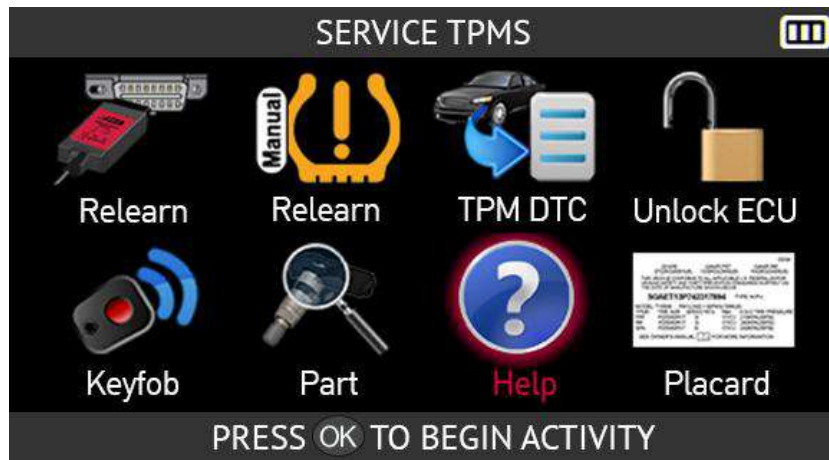 SERVICE TPMS
Manual
Relearn
Relearn
TPM DTC
Unlock ECU
Keyfob
Part
Help
Placard
PRESS OK TO BEGIN ACTIVITY